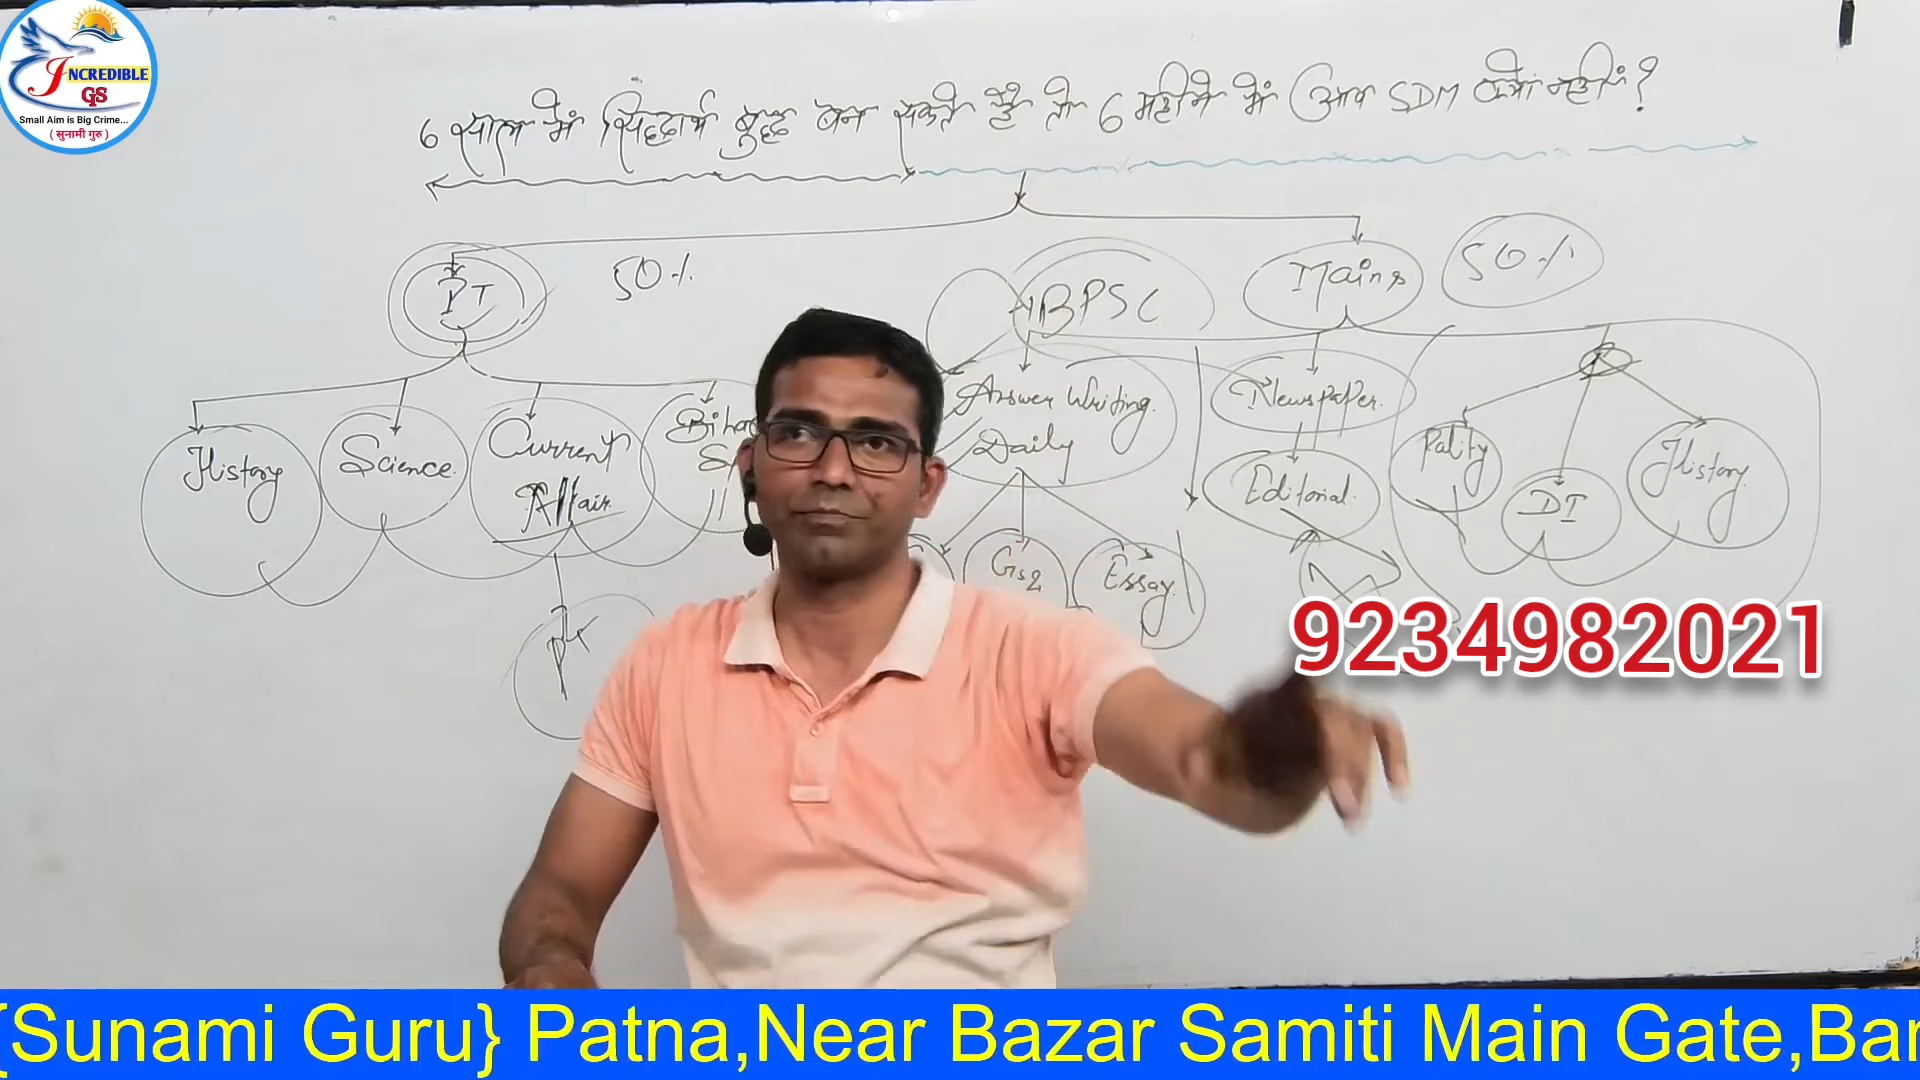 INCREDIBLE
GS
Small Aim is Big Crime...
( सुनामी गुरु )
6 साल में सिद्धार्थ बुद्ध बन सकते हैं तो 6 महीने में आप SDM क्यों नहीं?
PT
50%
BPSC
Mains
50%
History
Science
Current
Affair
Bihar
Answer Writing
Daily
Newspaper
Editorial
Polity
DI
History
Gs2
Essay
PT
9234982021
{Sunami Guru} Patna,Near Bazar Samiti Main Gate,Bar